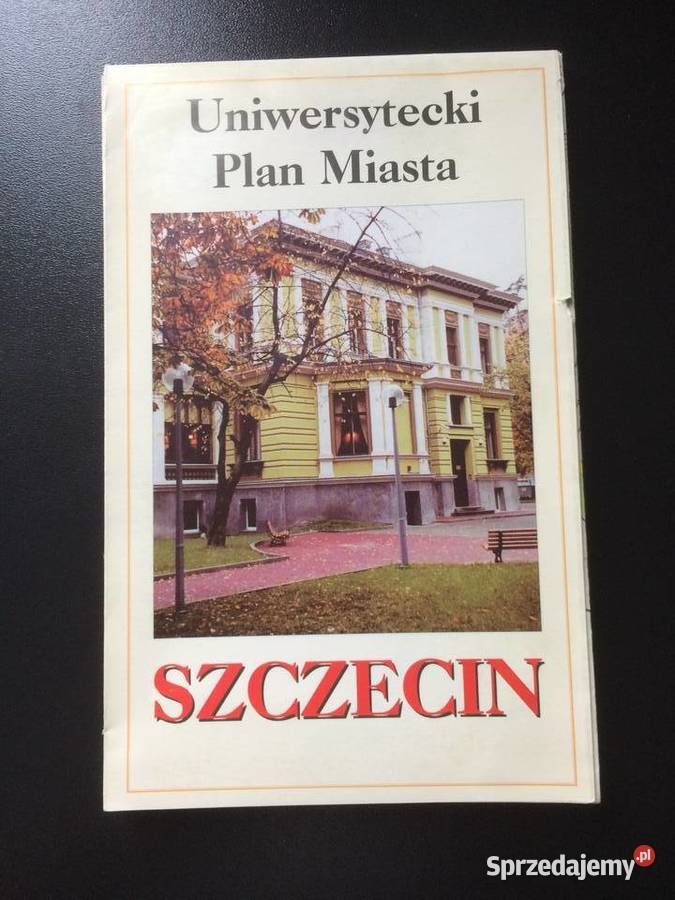 Uniwersytecki
Plan Miasta
SZCZECIN
Sprzedajemy.pl